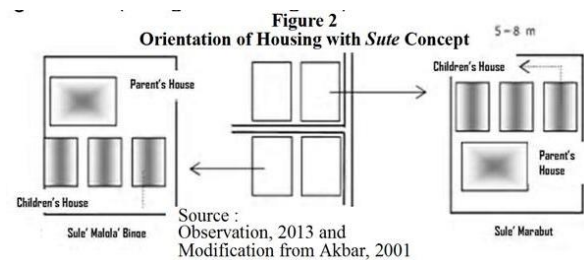 Figure 2
Orientation of Housing with Sute Concept
5-8 m
Parent's House
Children's House
Sule' Malola' Binoe
Children's House
Parent's
House
Sule' Marabut
Source :
Observation, 2013 and
Modification from Akbar, 2001